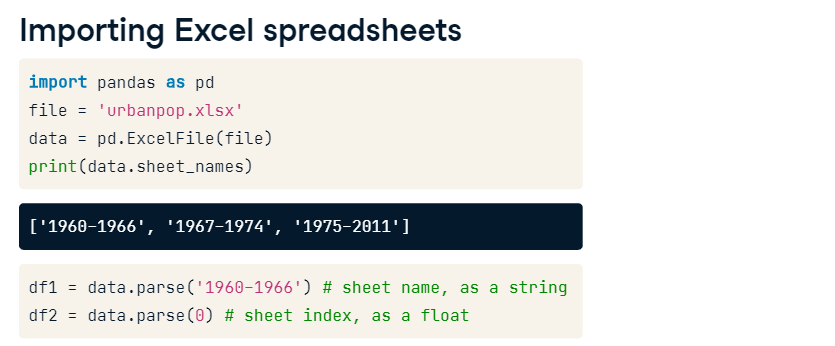 Importing Excel spreadsheets
import pandas as pd
file = 'urbanpop.xlsx'
data = pd.ExcelFile(file)
print(data.sheet_names)
['1960-1966', '1967-1974', '1975-2011']
df1 = data.parse('1960-1966') # sheet name, as a string
df2 = data.parse(0) # sheet index, as a float